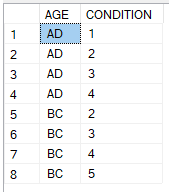 AGE CONDITION
1 AD 1
2 AD 2
3 AD 3
4 AD 4
5 BC 2
6 BC 3
7 BC 4
8 BC 5